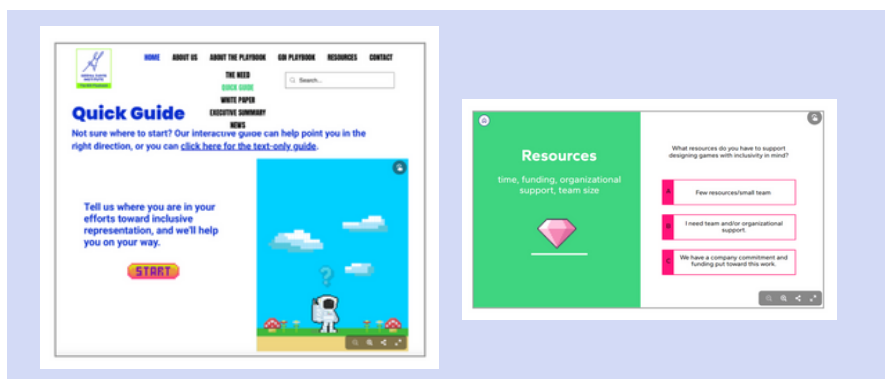 HOME ABOUT US ABOUT THE PLAYBOOK GDI PLAYBOOK RESOURCES CONTACT
THE NEED
QUICK GUIDE
WHITE PAPER
EXECUTIVE SUMMARY
NEWS
Search...
Quick Guide
Not sure where to start? Our interactive guide can help point you in the
right direction, or you can click here for the text-only guide.
Tell us where you are in your
efforts toward inclusive
representation, and we'll help
you on your way.
START
?
Resources
time, funding, organizational
support, team size
What resources do you have to support
designing games with inclusivity in mind?
A Few resources/small team
B I need team and/or organizational
support.
C We have a company commitment and
funding put toward this work.